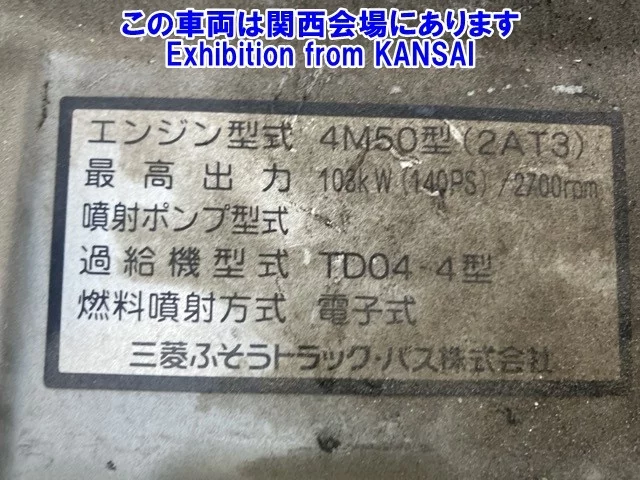 この車両は関西会場にあります
Exhibition from KANSAI
エンジン型式 4M50型(2AT3)
最高出力 103kW(140PS)/2700rpm
噴射ポンプ型式
過給機型式 TD04-4型
燃料噴射方式 電子式
三菱ふそうトラック・バス株式会社